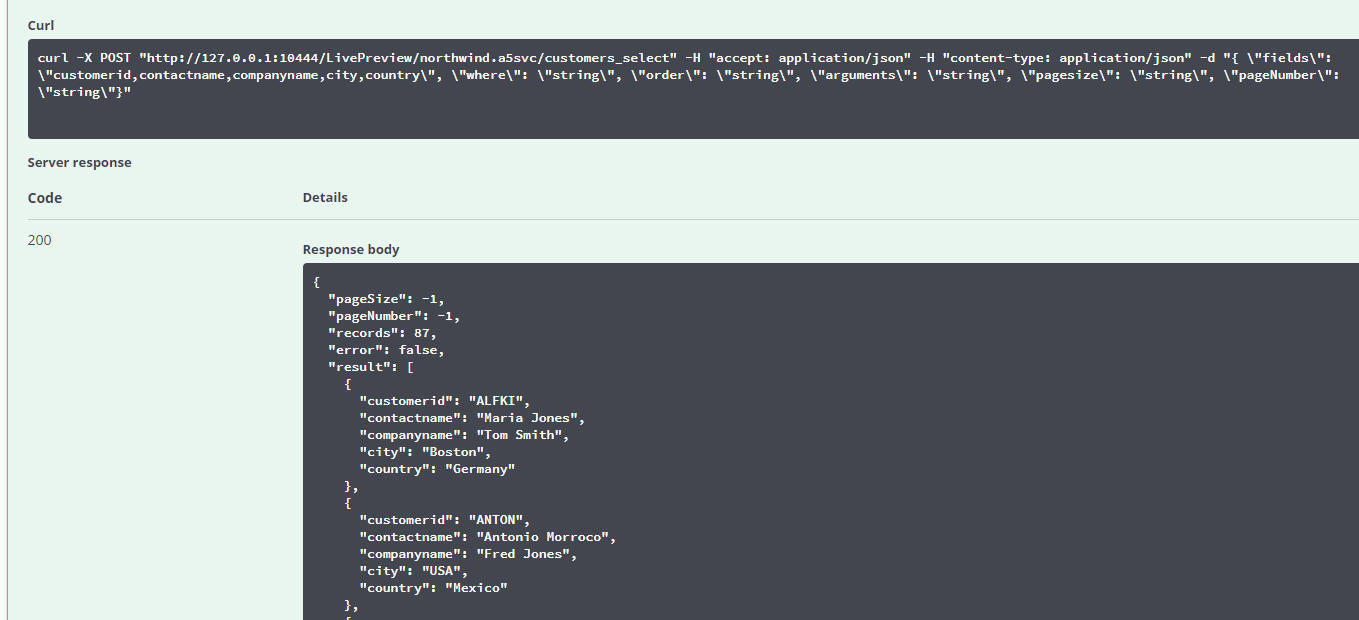 Curl
curl -X POST "http://127.0.0.1:10444/LivePreview/northwind.a5svc/customers_select" -H "accept: application/json" -H "content-type: application/json" -d "{ \"fields\":
\"customerid,contactname,companyname,city,country\", \"where\": \"string\", \"order\": \"string\", \"arguments\": \"string\", \"pagesize\": \"string\", \"pageNumber\":
\"string\"}"
Server response
Code Details
200
Response body
{
  "pageSize": -1,
  "pageNumber": -1,
  "records": 87,
  "error": false,
  "result": [
    {
      "customerid": "ALFKI",
      "contactname": "Maria Jones",
      "companyname": "Tom Smith",
      "city": "Boston",
      "country": "Germany"
    },
    {
      "customerid": "ANTON",
      "contactname": "Antonio Morroco",
      "companyname": "Fred Jones",
      "city": "USA",
      "country": "Mexico"
    },